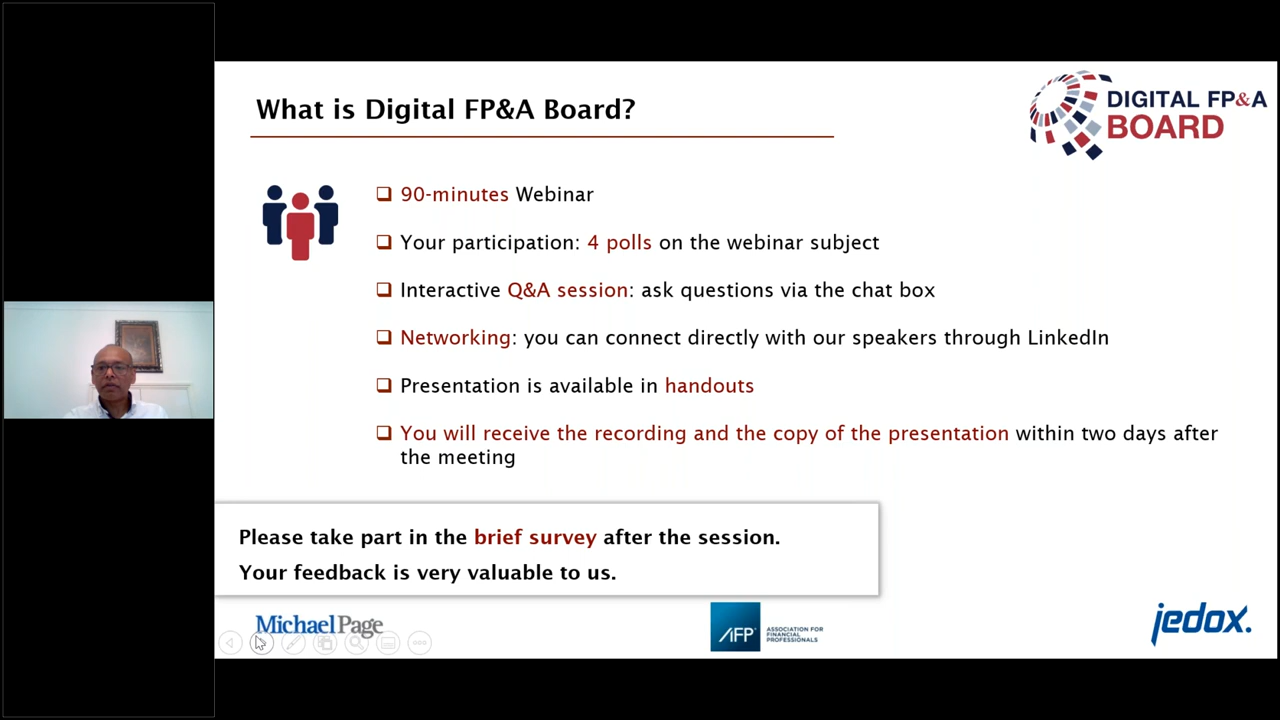 What is Digital FP&A Board?
DIGITAL FP&A
BOARD
❑ 90-minutes Webinar
❑ Your participation: 4 polls on the webinar subject
❑ Interactive Q&A session: ask questions via the chat box
❑ Networking: you can connect directly with our speakers through LinkedIn
❑ Presentation is available in handouts
❑ You will receive the recording and the copy of the presentation within two days after
the meeting
Please take part in the brief survey after the session.
Your feedback is very valuable to us.
MichaelPage
AFP®
ASSOCIATION FOR
FINANCIAL
PROFESSIONALS
jedox.